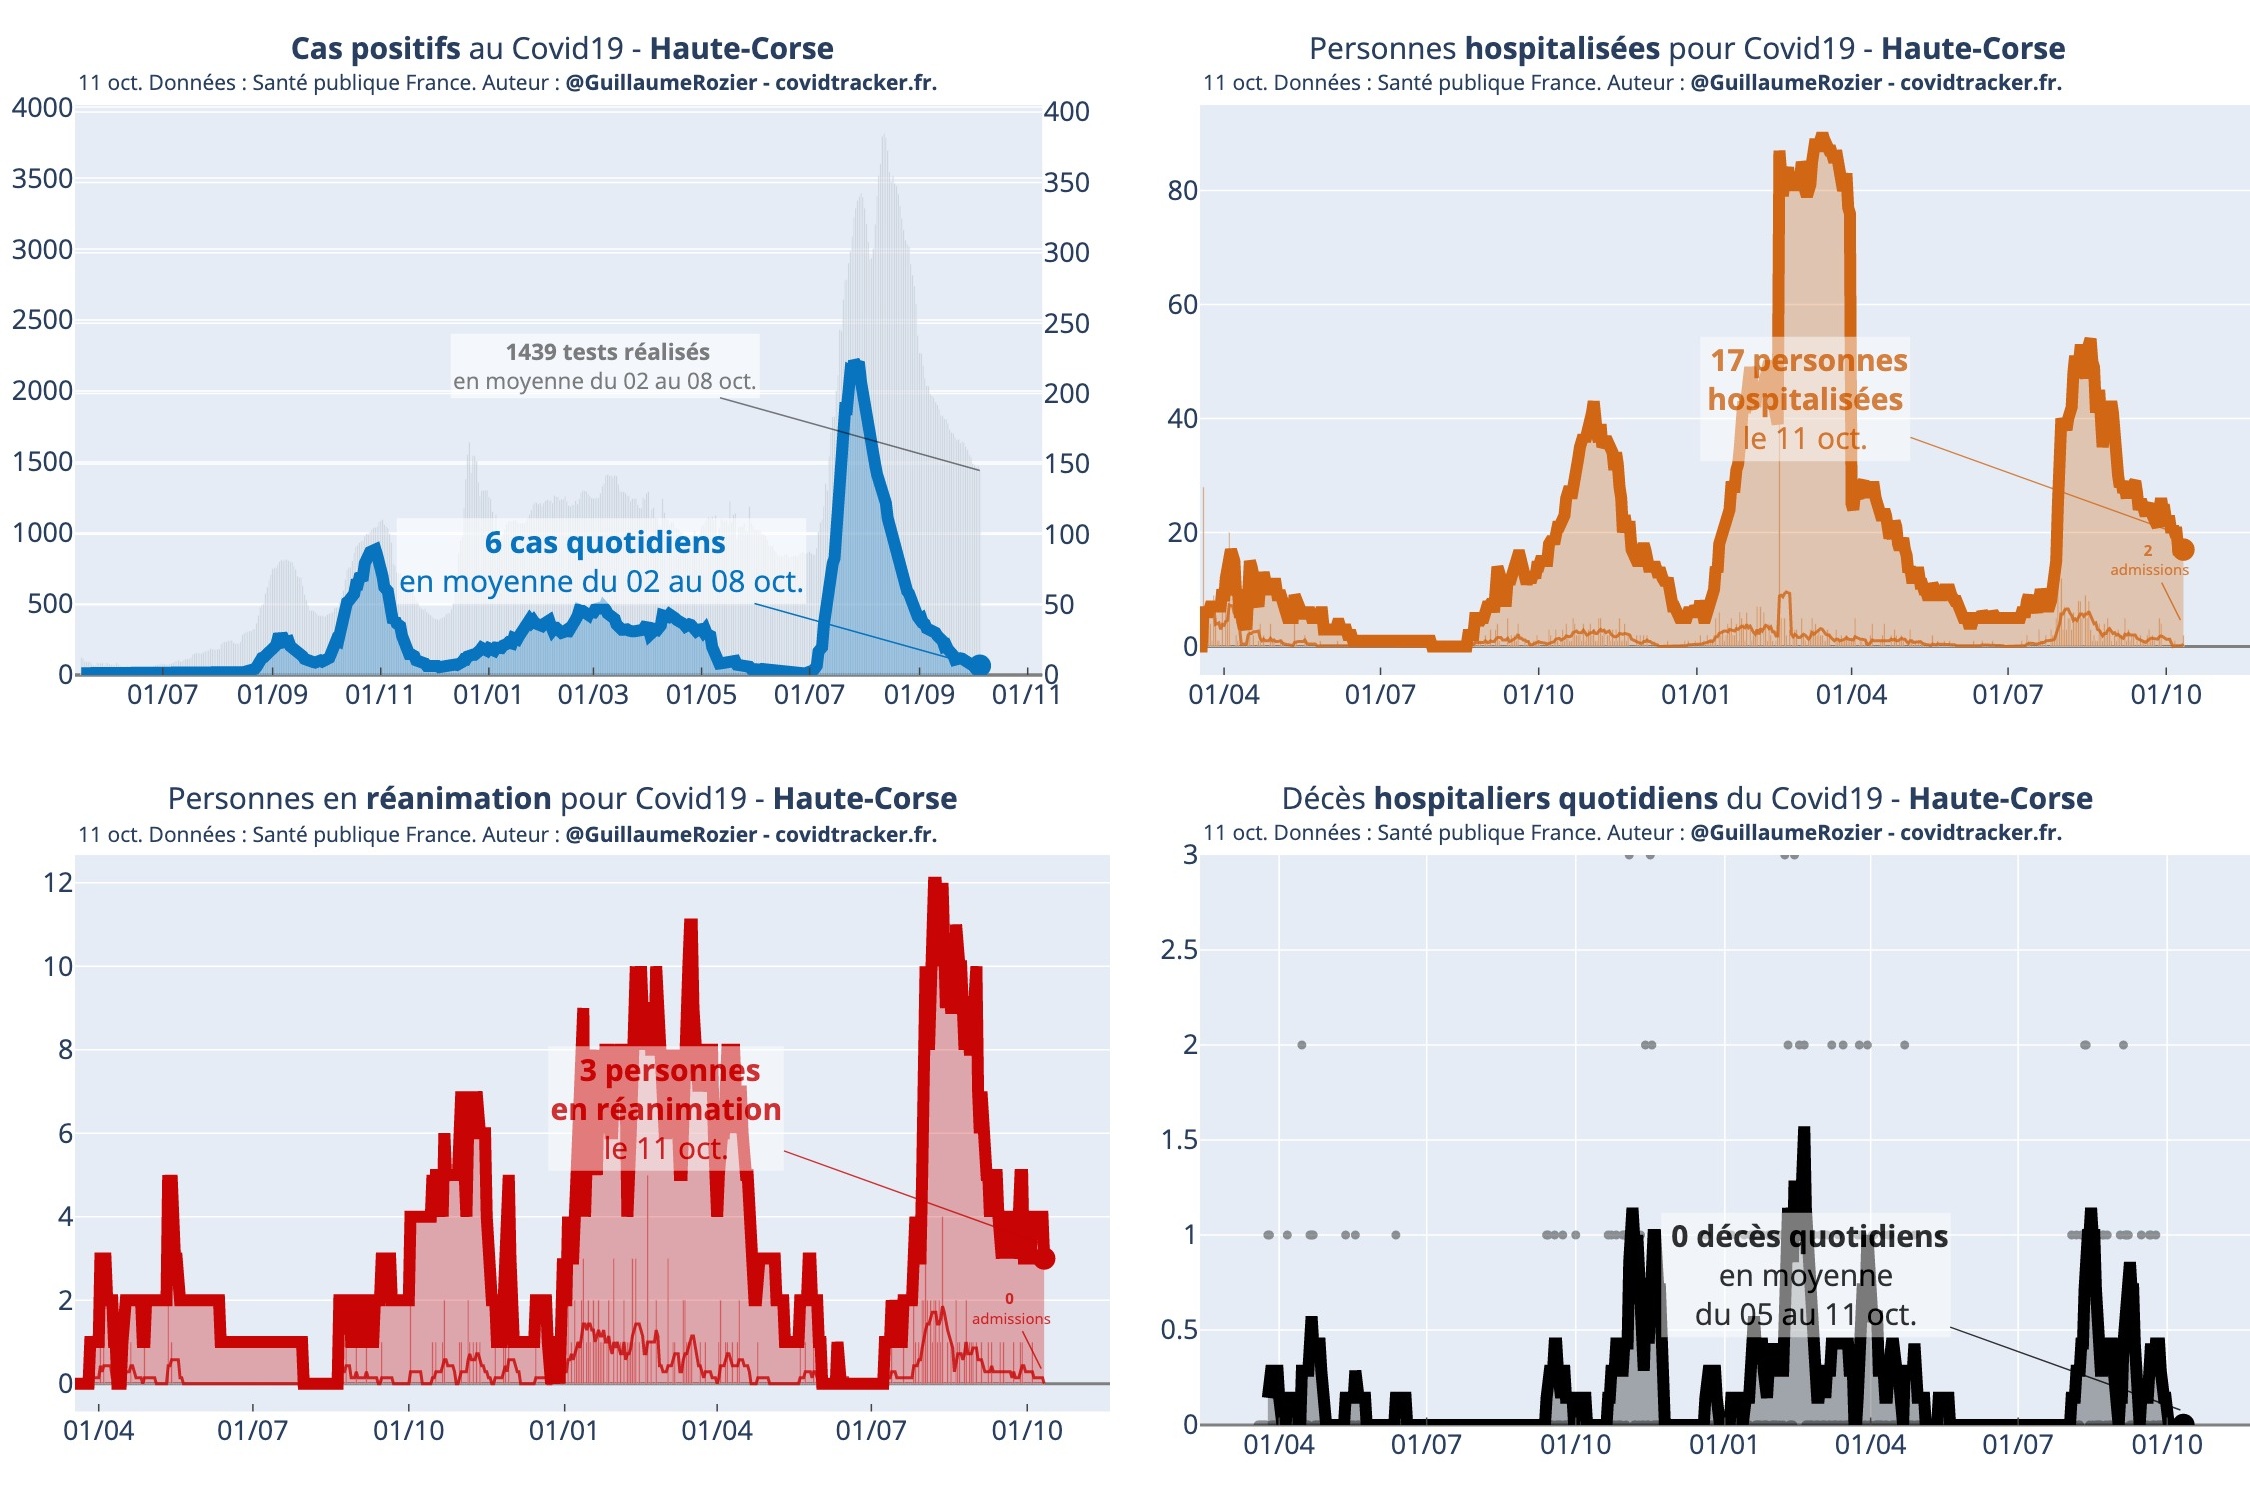 Cas positifs au Covid19 - Haute-Corse
11 oct. Données : Santé publique France. Auteur : @GuillaumeRozier - covidtracker.fr.
4000
3500
3000
2500
2000
1500
1000
500
0
400
350
300
250
200
150
100
50
0
1439 tests réalisés
en moyenne du 02 au 08 oct.
6 cas quotidiens
en moyenne du 02 au 08 oct.
01/07 01/09 01/11 01/01 01/03 01/05 01/07 01/09 01/11
Personnes hospitalisées pour Covid19 - Haute-Corse
11 oct. Données : Santé publique France. Auteur : @GuillaumeRozier - covidtracker.fr.
80
60
40
20
0
17 personnes
hospitalisées
le 11 oct.
2
admissions
01/04 01/07 01/10 01/01 01/04 01/07 01/10
Personnes en réanimation pour Covid19 - Haute-Corse
11 oct. Données : Santé publique France. Auteur : @GuillaumeRozier - covidtracker.fr.
12
10
8
6
4
2
0
3 personnes
en réanimation
le 11 oct.
0
admissions
01/04 01/07 01/10 01/01 01/04 01/07 01/10
Décès hospitaliers quotidiens du Covid19 - Haute-Corse
11 oct. Données : Santé publique France. Auteur : @GuillaumeRozier - covidtracker.fr.
3
2.5
2
1.5
1
0.5
0
0 décès quotidiens
en moyenne
du 05 au 11 oct.
01/04 01/07 01/10 01/01 01/04 01/07 01/10